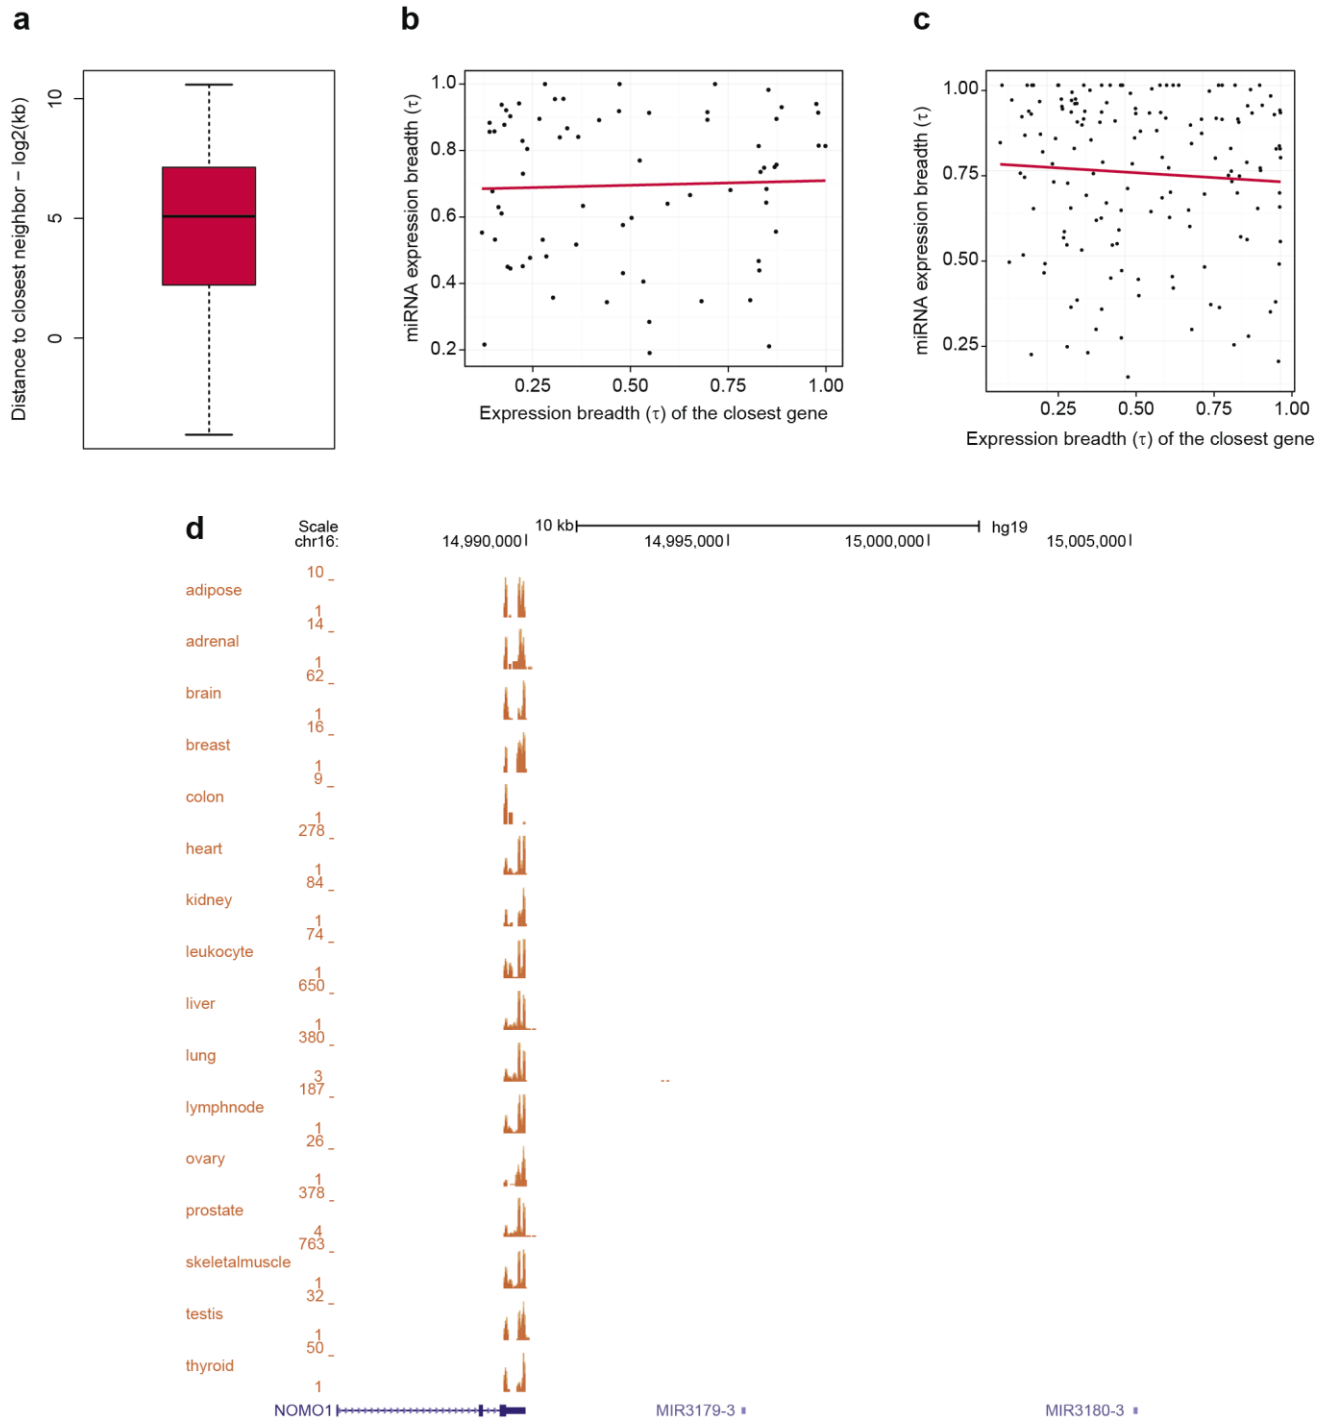 a
Distance to closest neighbor – log2(kb)
10
5
0
b
miRNA expression breadth (τ)
1.0
0.8
0.6
0.4
0.2
0.25 0.50 0.75 1.00
Expression breadth (τ) of the closest gene
c
miRNA expression breadth (τ)
1.00
0.75
0.50
0.25
0.25 0.50 0.75 1.00
Expression breadth (τ) of the closest gene
d
Scale 10 kb hg19
chr16: 14,990,000 14,995,000 15,000,000 15,005,000
10
adipose
1
14
adrenal
1
62
brain
1
16
breast
1
9
colon
1
278
heart
1
84
kidney
1
74
leukocyte
1
650
liver
1
380
lung
3
187
lymphnode
1
26
ovary
1
378
prostate
4
763
skeletalmuscle
1
32
testis
1
50
thyroid
1
NOMO1 MIR3179-3 MIR3180-3